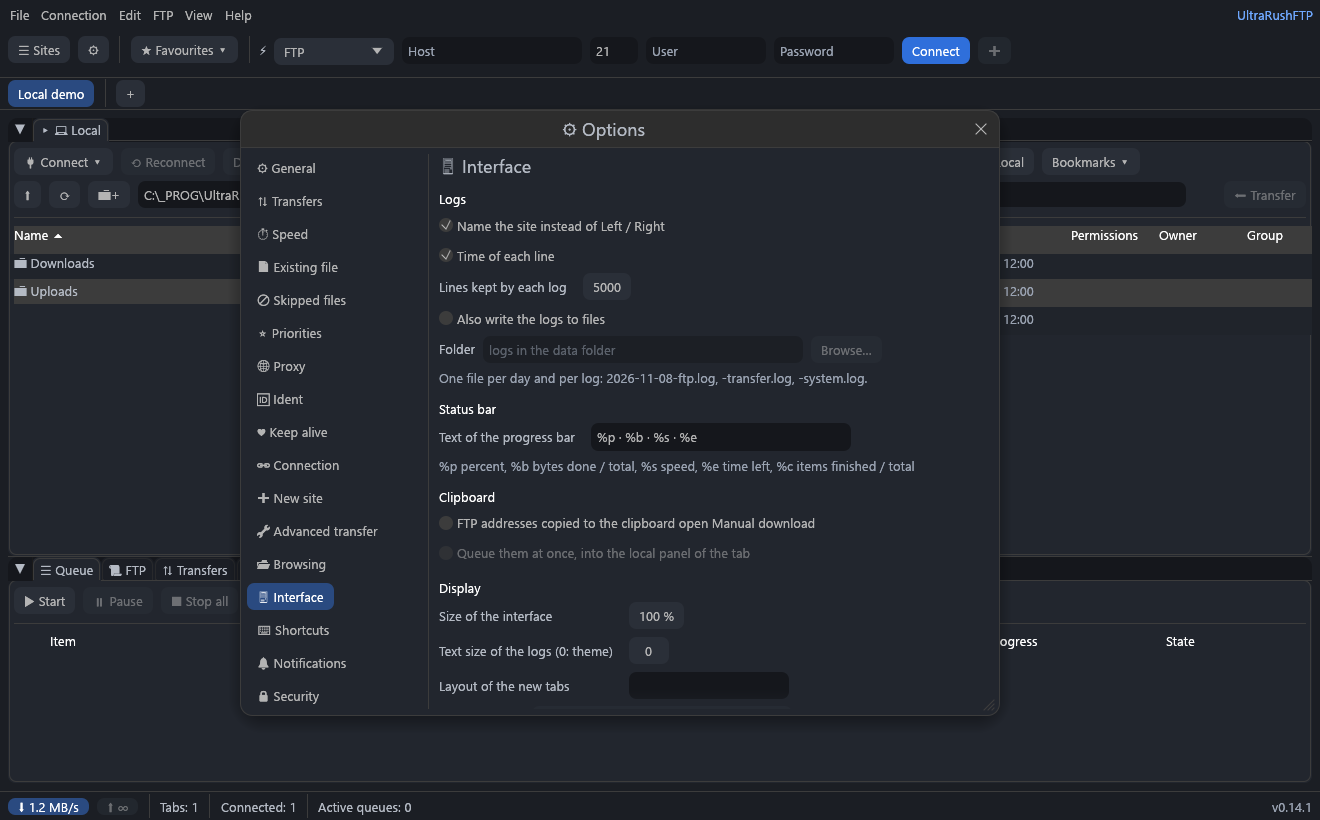 File Connection Edit FTP View Help UltraRushFTP
Sites Favourites FTP Host 21 User Password Connect +
Local demo +
Local
Connect Reconnect D ocal Bookmarks
+ C:\_PROG\UltraR Transfer
Name Permissions Owner Group
Downloads 12:00
Uploads 12:00
12:00
Options
General
Transfers
Speed
Existing file
Skipped files
Priorities
Proxy
Ident
Keep alive
Connection
New site
Advanced transfer
Browsing
Interface
Shortcuts
Notifications
Security
Interface
Logs
Name the site instead of Left / Right
Time of each line
Lines kept by each log 5000
Also write the logs to files
Folder logs in the data folder Browse...
One file per day and per log: 2026-11-08-ftp.log, -transfer.log, -system.log.
Status bar
Text of the progress bar %p · %b · %s · %e
%p percent, %b bytes done / total, %s speed, %e time left, %c items finished / total
Clipboard
FTP addresses copied to the clipboard open Manual download
Queue them at once, into the local panel of the tab
Display
Size of the interface 100 %
Text size of the logs (0: theme) 0
Layout of the new tabs
Queue FTP Transfers
Start Pause Stop all
Item ogress State
1.2 MB/s ∞ Tabs: 1 Connected: 1 Active queues: 0 v0.14.1